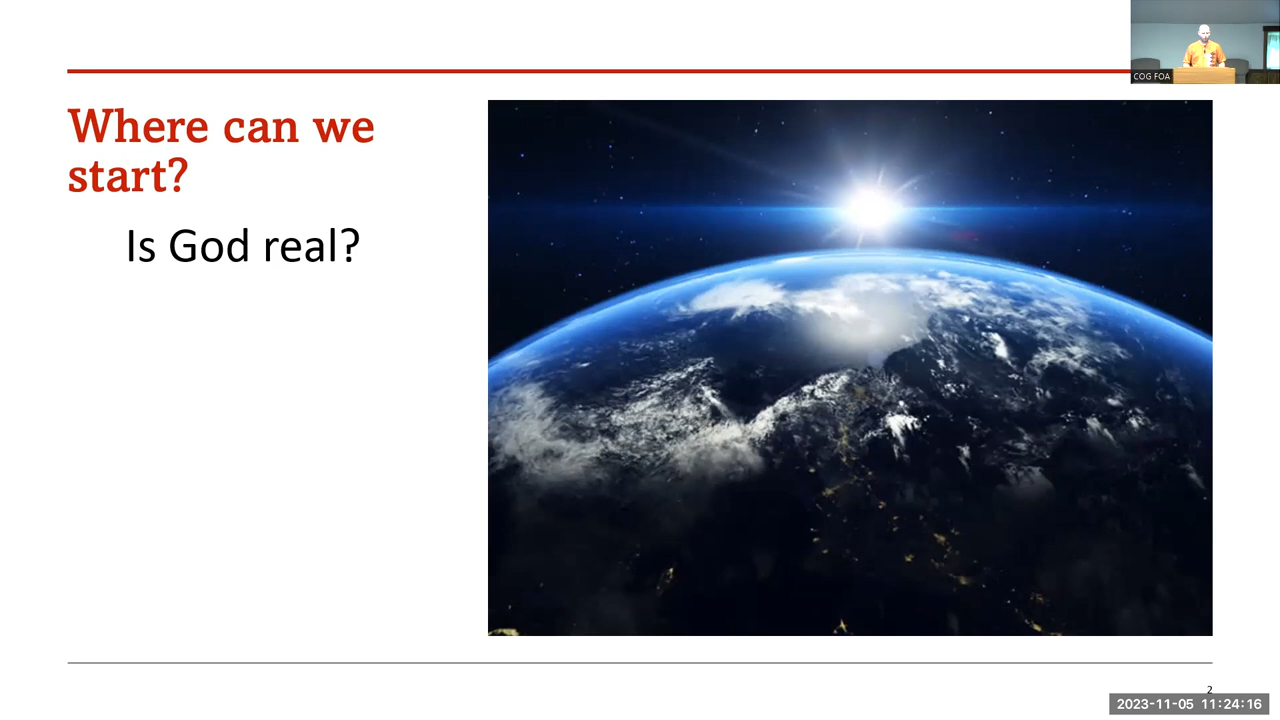 COG FOA
Where can we
start?
Is God real?
2
2023-11-05 11:24:16